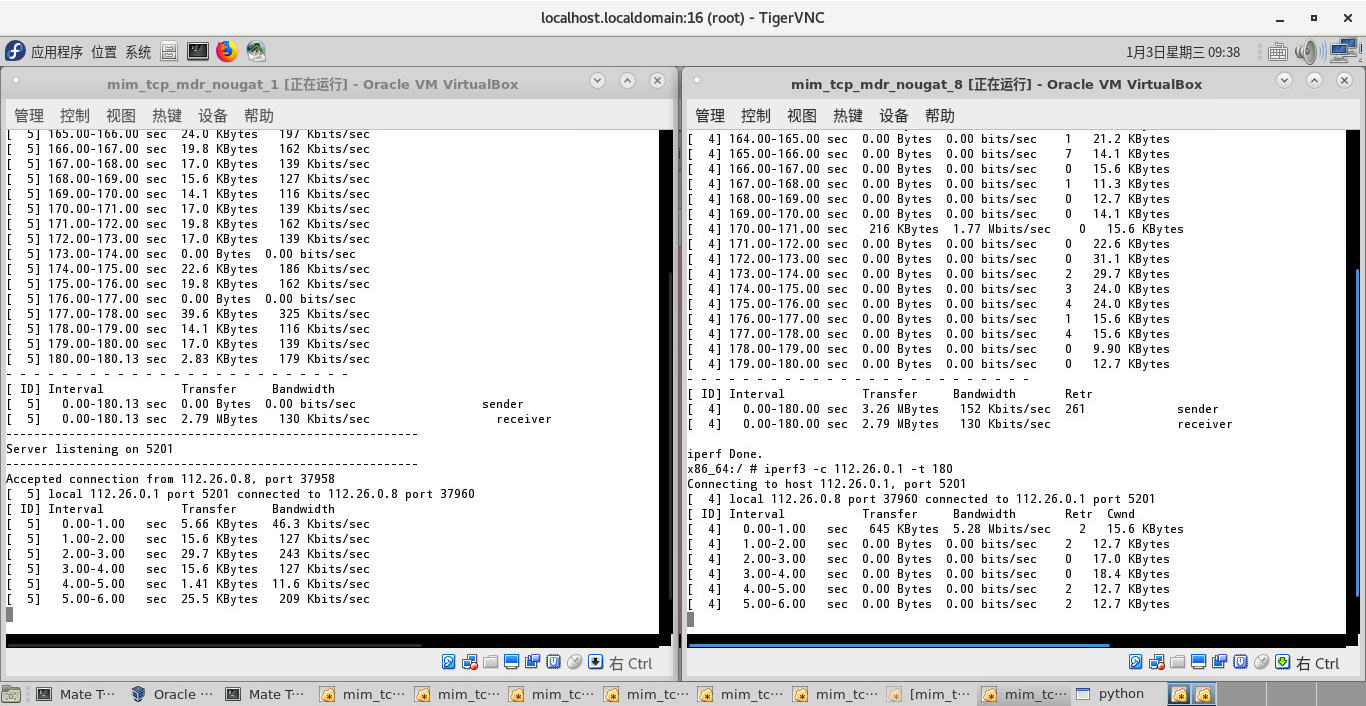 localhost.localdomain:16 (root) - TigerVNC
应用程序 位置 系统
1月3日星期三 09:38
mim_tcp_mdr_nougat_1 [正在运行] - Oracle VM VirtualBox
管理 控制 视图 热键 设备 帮助
[  5] 165.00-166.00 sec  24.0 KBytes   197 Kbits/sec
[  5] 166.00-167.00 sec  19.8 KBytes   162 Kbits/sec
[  5] 167.00-168.00 sec  17.0 KBytes   139 Kbits/sec
[  5] 168.00-169.00 sec  15.6 KBytes   127 Kbits/sec
[  5] 169.00-170.00 sec  14.1 KBytes   116 Kbits/sec
[  5] 170.00-171.00 sec  17.0 KBytes   139 Kbits/sec
[  5] 171.00-172.00 sec  19.8 KBytes   162 Kbits/sec
[  5] 172.00-173.00 sec  17.0 KBytes   139 Kbits/sec
[  5] 173.00-174.00 sec  0.00 Bytes  0.00 bits/sec
[  5] 174.00-175.00 sec  22.6 KBytes   186 Kbits/sec
[  5] 175.00-176.00 sec  19.8 KBytes   162 Kbits/sec
[  5] 176.00-177.00 sec  0.00 Bytes  0.00 bits/sec
[  5] 177.00-178.00 sec  39.6 KBytes   325 Kbits/sec
[  5] 178.00-179.00 sec  14.1 KBytes   116 Kbits/sec
[  5] 179.00-180.00 sec  17.0 KBytes   139 Kbits/sec
[  5] 180.00-180.13 sec  2.83 KBytes   179 Kbits/sec
- - - - - - - - - - - - - - - - - - - - - - - - -
[ ID] Interval           Transfer     Bandwidth
[  5]   0.00-180.13 sec  0.00 Bytes  0.00 bits/sec                  sender
[  5]   0.00-180.13 sec  2.79 MBytes   130 Kbits/sec                  receiver
-----------------------------------------------------------
Server listening on 5201
-----------------------------------------------------------
Accepted connection from 112.26.0.8, port 37958
[  5] local 112.26.0.1 port 5201 connected to 112.26.0.8 port 37960
[ ID] Interval           Transfer     Bandwidth
[  5]   0.00-1.00   sec  5.66 KBytes  46.3 Kbits/sec
[  5]   1.00-2.00   sec  15.6 KBytes   127 Kbits/sec
[  5]   2.00-3.00   sec  29.7 KBytes   243 Kbits/sec
[  5]   3.00-4.00   sec  15.6 KBytes   127 Kbits/sec
[  5]   4.00-5.00   sec  1.41 KBytes  11.6 Kbits/sec
[  5]   5.00-6.00   sec  25.5 KBytes   209 Kbits/sec
右 Ctrl
mim_tcp_mdr_nougat_8 [正在运行] - Oracle VM VirtualBox
管理 控制 视图 热键 设备 帮助
[  4] 164.00-165.00 sec  0.00 Bytes  0.00 bits/sec    1   21.2 KBytes
[  4] 165.00-166.00 sec  0.00 Bytes  0.00 bits/sec    7   14.1 KBytes
[  4] 166.00-167.00 sec  0.00 Bytes  0.00 bits/sec    0   15.6 KBytes
[  4] 167.00-168.00 sec  0.00 Bytes  0.00 bits/sec    1   11.3 KBytes
[  4] 168.00-169.00 sec  0.00 Bytes  0.00 bits/sec    0   12.7 KBytes
[  4] 169.00-170.00 sec  0.00 Bytes  0.00 bits/sec    0   14.1 KBytes
[  4] 170.00-171.00 sec   216 KBytes  1.77 Mbits/sec    0   15.6 KBytes
[  4] 171.00-172.00 sec  0.00 Bytes  0.00 bits/sec    0   22.6 KBytes
[  4] 172.00-173.00 sec  0.00 Bytes  0.00 bits/sec    0   31.1 KBytes
[  4] 173.00-174.00 sec  0.00 Bytes  0.00 bits/sec    2   29.7 KBytes
[  4] 174.00-175.00 sec  0.00 Bytes  0.00 bits/sec    3   24.0 KBytes
[  4] 175.00-176.00 sec  0.00 Bytes  0.00 bits/sec    4   24.0 KBytes
[  4] 176.00-177.00 sec  0.00 Bytes  0.00 bits/sec    1   15.6 KBytes
[  4] 177.00-178.00 sec  0.00 Bytes  0.00 bits/sec    4   15.6 KBytes
[  4] 178.00-179.00 sec  0.00 Bytes  0.00 bits/sec    0   9.90 KBytes
[  4] 179.00-180.00 sec  0.00 Bytes  0.00 bits/sec    0   12.7 KBytes
- - - - - - - - - - - - - - - - - - - - - - - - -
[ ID] Interval           Transfer     Bandwidth       Retr
[  4]   0.00-180.00 sec  3.26 MBytes   152 Kbits/sec  261             sender
[  4]   0.00-180.00 sec  2.79 MBytes   130 Kbits/sec                  receiver
iperf Done.
x86_64:/ # iperf3 -c 112.26.0.1 -t 180
Connecting to host 112.26.0.1, port 5201
[  4] local 112.26.0.8 port 37960 connected to 112.26.0.1 port 5201
[ ID] Interval           Transfer     Bandwidth       Retr  Cwnd
[  4]   0.00-1.00   sec   645 KBytes  5.28 Mbits/sec    2   15.6 KBytes
[  4]   1.00-2.00   sec  0.00 Bytes  0.00 bits/sec    2   12.7 KBytes
[  4]   2.00-3.00   sec  0.00 Bytes  0.00 bits/sec    0   17.0 KBytes
[  4]   3.00-4.00   sec  0.00 Bytes  0.00 bits/sec    0   18.4 KBytes
[  4]   4.00-5.00   sec  0.00 Bytes  0.00 bits/sec    2   12.7 KBytes
[  4]   5.00-6.00   sec  0.00 Bytes  0.00 bits/sec    2   12.7 KBytes
右 Ctrl
Mate T··· Oracle ··· Mate T··· mim_tc··· mim_tc··· mim_tc··· mim_tc··· mim_tc··· mim_tc··· [mim_t··· mim_tc··· python